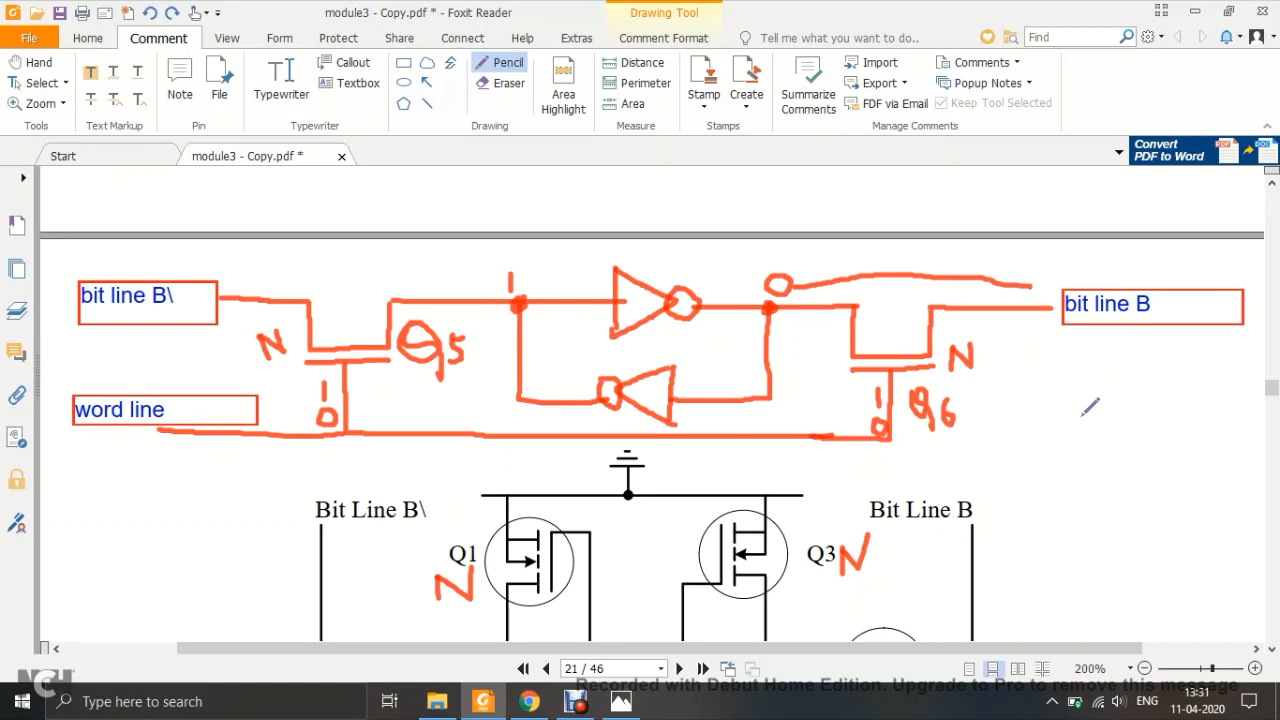 module3 - Copy.pdf * - Foxit Reader
Drawing Tool
File Home Comment View Form Protect Share Connect Help Extras Comment Format Tell me what you want to do... Find
Hand
Select
Zoom
Tools
Text Markup
Note
File
Pin
Typewriter
Callout
Textbox
Typewriter
Pencil
Eraser
Drawing
Area Highlight
Distance
Perimeter
Area
Measure
Stamp
Create
Stamps
Summarize Comments
Import
Export
FDF via Email
Comments
Popup Notes
Keep Tool Selected
Manage Comments
Start
module3 - Copy.pdf *
Convert
PDF to Word
bit line B\
1
0
bit line B
N
Q5
N
word line
1
0
1
0
Q6
Bit Line B\
Bit Line B
Q1
N
Q3
N
21 / 46
200%
NCH
Recorded with Debut Home Edition. Upgrade to Pro to remove this message
Type here to search
ENG
13:31
11-04-2020